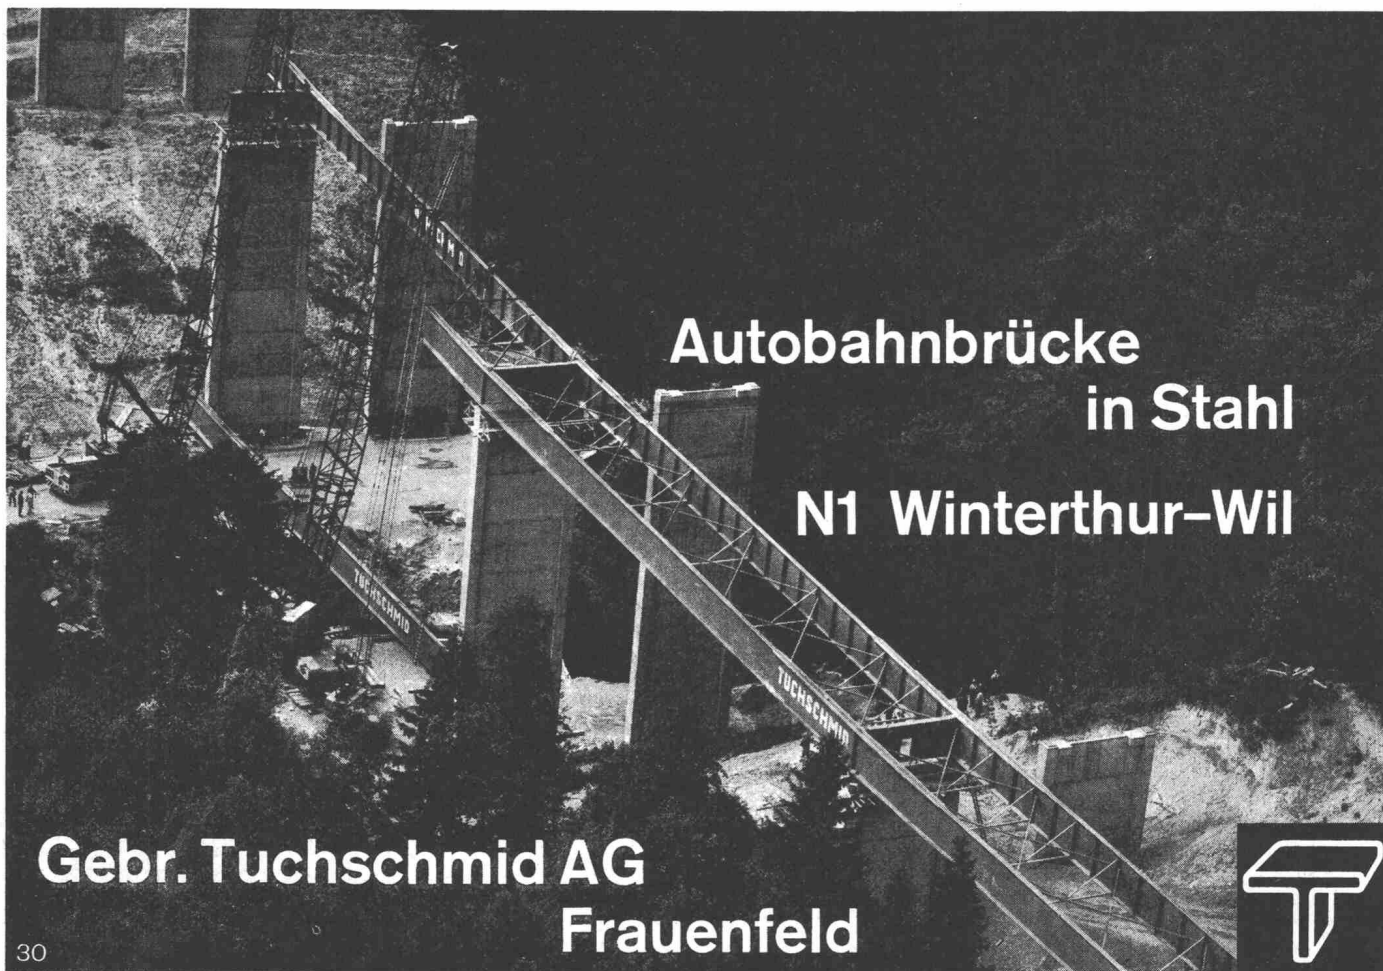 Autobahnbrücke
in Stahl
N1 Winterthur–Wil
TUCHSCHMID
TUCHSCHMID
Gebr. Tuchschmid AG
Frauenfeld
30